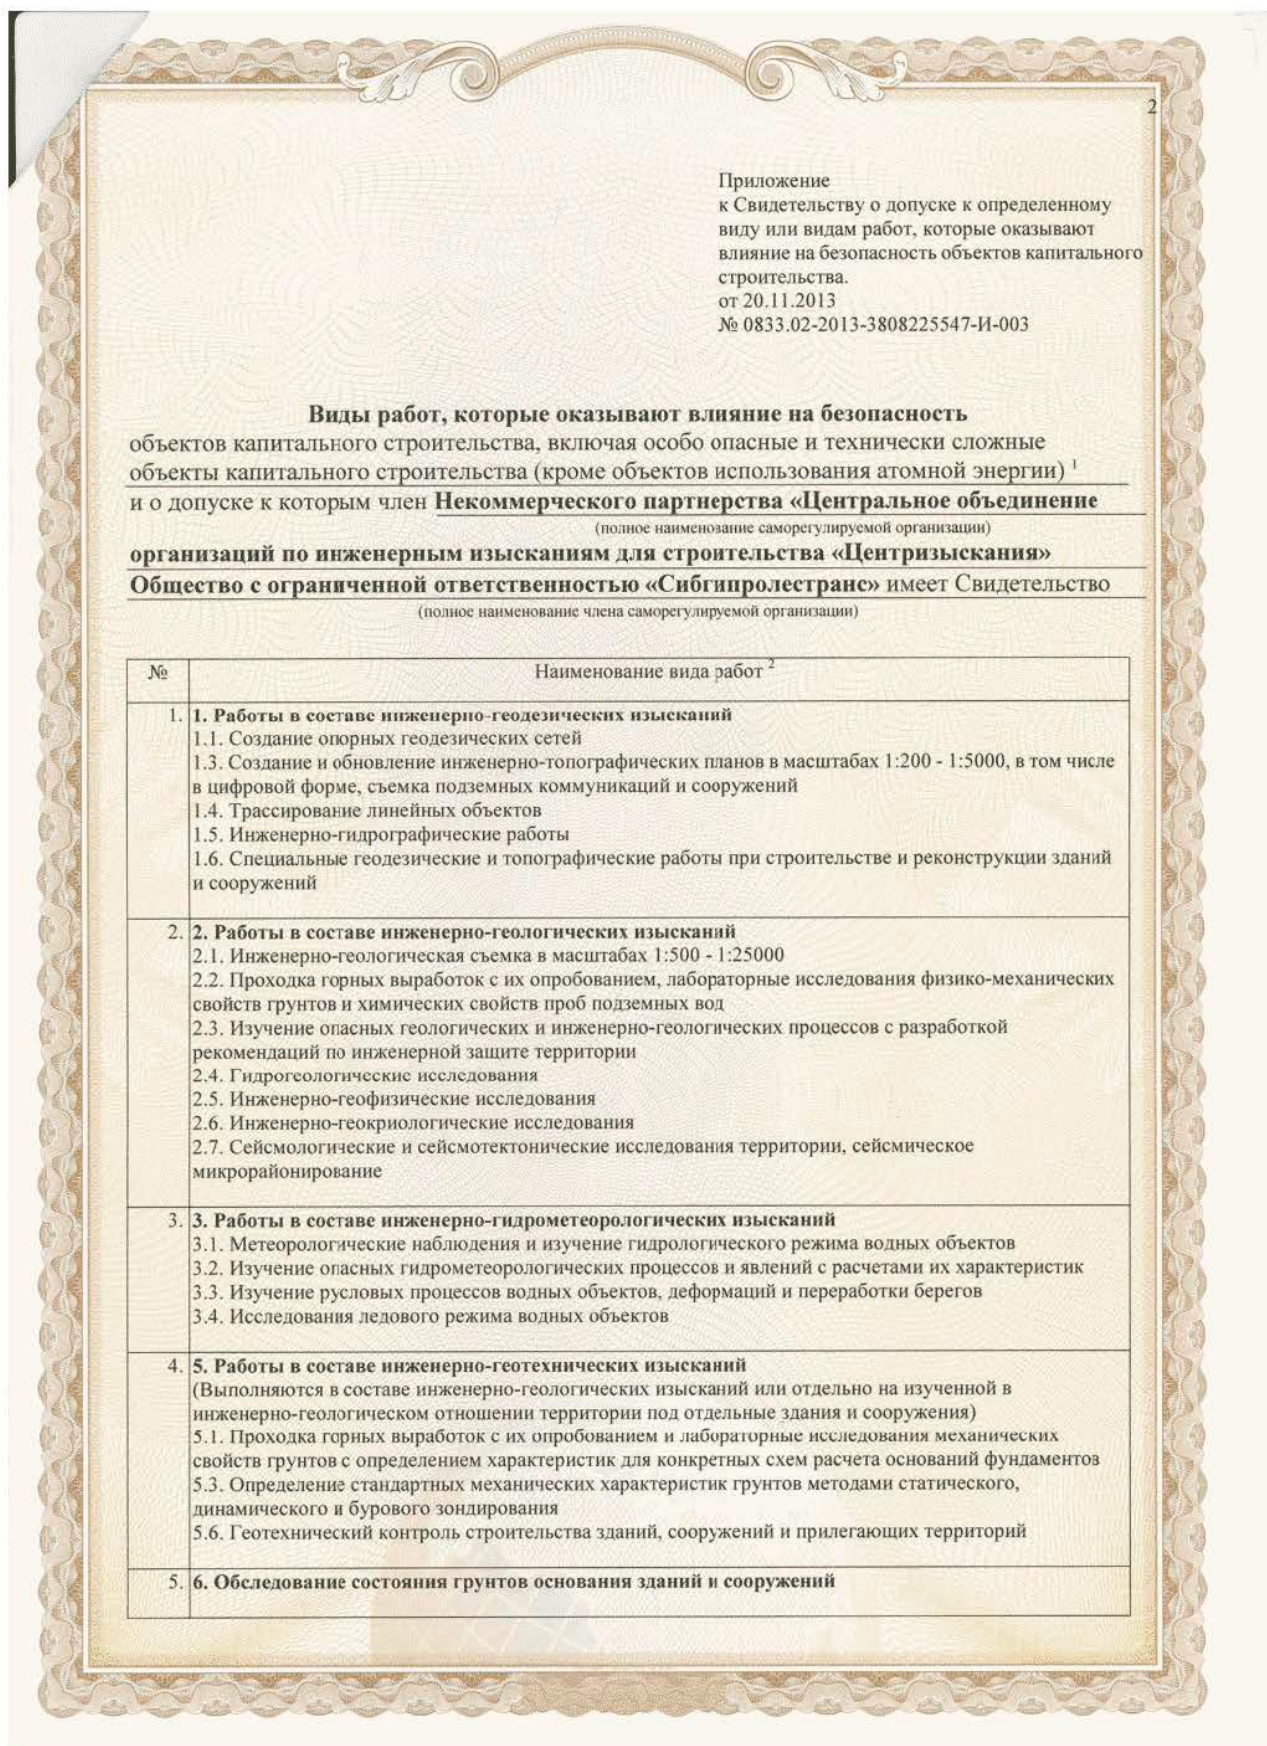 2
Приложение
к Свидетельству о допуске к определенному
виду или видам работ, которые оказывают
влияние на безопасность объектов капитального
строительства.
от 20.11.2013
№ 0833.02-2013-3808225547-И-003
Виды работ, которые оказывают влияние на безопасность
объектов капитального строительства, включая особо опасные и технически сложные
объекты капитального строительства (кроме объектов использования атомной энергии) 1
и о допуске к которым член Некоммерческого партнерства «Центральное объединение
(полное наименование саморегулируемой организации)
организаций по инженерным изысканиям для строительства «Центризыскания»
Общество с ограниченной ответственностью «Сибгипролестранс» имеет Свидетельство
(полное наименование члена саморегулируемой организации)
№ Наименование вида работ 2
1. 1. Работы в составе инженерно-геодезических изысканий
1.1. Создание опорных геодезических сетей
1.3. Создание и обновление инженерно-топографических планов в масштабах 1:200 - 1:5000, в том числе
в цифровой форме, съемка подземных коммуникаций и сооружений
1.4. Трассирование линейных объектов
1.5. Инженерно-гидрографические работы
1.6. Специальные геодезические и топографические работы при строительстве и реконструкции зданий
и сооружений
2. 2. Работы в составе инженерно-геологических изысканий
2.1. Инженерно-геологическая съемка в масштабах 1:500 - 1:25000
2.2. Проходка горных выработок с их опробованием, лабораторные исследования физико-механических
свойств грунтов и химических свойств проб подземных вод
2.3. Изучение опасных геологических и инженерно-геологических процессов с разработкой
рекомендаций по инженерной защите территории
2.4. Гидрогеологические исследования
2.5. Инженерно-геофизические исследования
2.6. Инженерно-геокриологические исследования
2.7. Сейсмологические и сейсмотектонические исследования территории, сейсмическое
микрорайонирование
3. 3. Работы в составе инженерно-гидрометеорологических изысканий
3.1. Метеорологические наблюдения и изучение гидрологического режима водных объектов
3.2. Изучение опасных гидрометеорологических процессов и явлений с расчетами их характеристик
3.3. Изучение русловых процессов водных объектов, деформаций и переработки берегов
3.4. Исследования ледового режима водных объектов
4. 5. Работы в составе инженерно-геотехнических изысканий
(Выполняются в составе инженерно-геологических изысканий или отдельно на изученной в
инженерно-геологическом отношении территории под отдельные здания и сооружения)
5.1. Проходка горных выработок с их опробованием и лабораторные исследования механических
свойств грунтов с определением характеристик для конкретных схем расчета оснований фундаментов
5.3. Определение стандартных механических характеристик грунтов методами статического,
динамического и бурового зондирования
5.6. Геотехнический контроль строительства зданий, сооружений и прилегающих территорий
5. 6. Обследование состояния грунтов основания зданий и сооружений